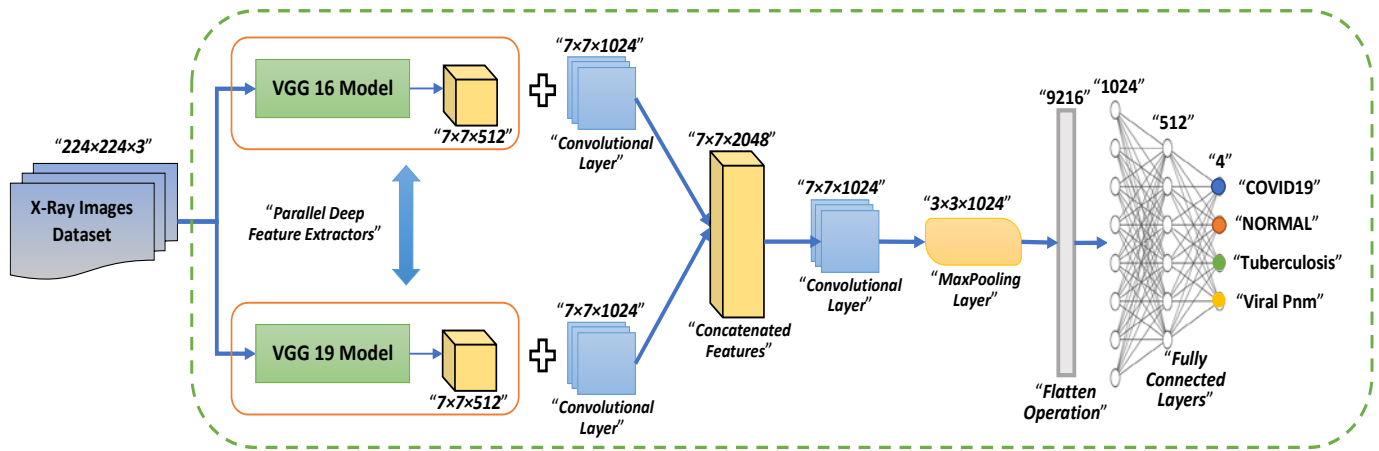 “224×224×3”
X-Ray Images
Dataset
VGG 16 Model
“7×7×512”
“7×7×1024”
“Convolutional
Layer”
“Parallel Deep
Feature Extractors”
VGG 19 Model
“7×7×512”
“7×7×1024”
“Convolutional
Layer”
“7×7×2048”
“Concatenated
Features”
“7×7×1024”
“Convolutional
Layer”
“3×3×1024”
“MaxPooling
Layer”
“9216”
“Flatten
Operation”
“1024”
“512”
“4”
“Fully
Connected
Layers”
“COVID19”
“NORMAL”
“Tuberculosis”
“Viral Pnm”